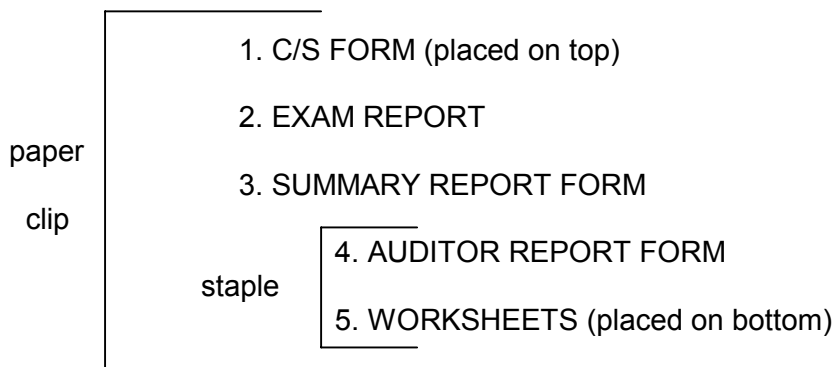 1. C/S FORM (placed on top)
2. EXAM REPORT
paper
3. SUMMARY REPORT FORM
clip
4. AUDITOR REPORT FORM
staple
5. WORKSHEETS (placed on bottom)